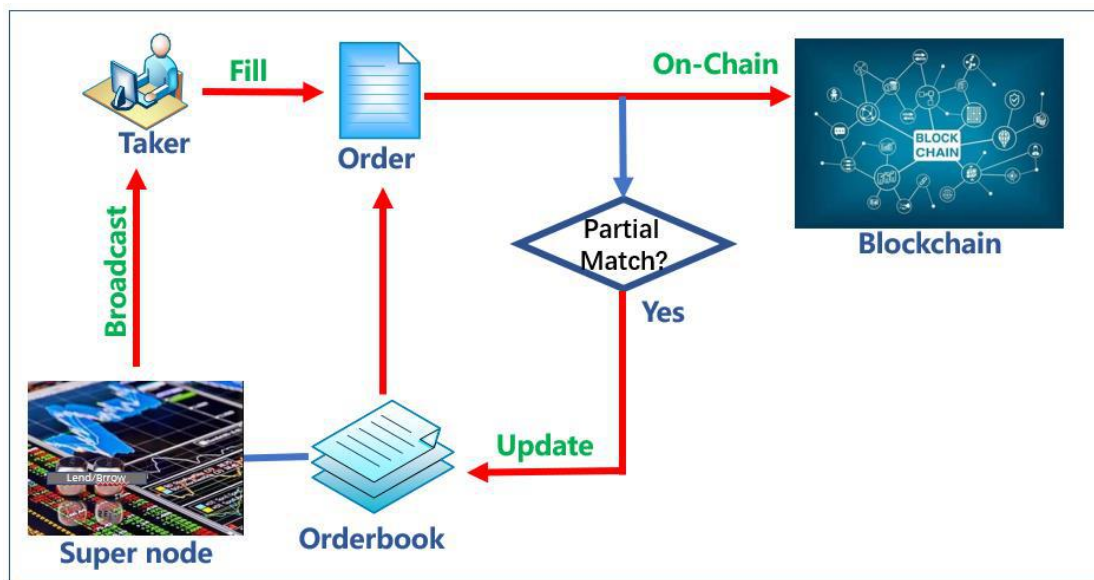 Fill
On-Chain
Taker
Order
BLOCK
CHAIN
Blockchain
Partial
Match?
Yes
Broadcast
Update
Lend/Brrow
Super node
Orderbook